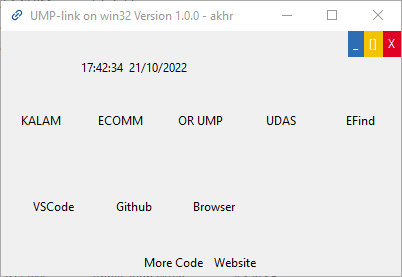 UMP-link on win32 Version 1.0.0 - akhr
_ [] X
17:42:34 21/10/2022
KALAM ECOMM OR UMP UDAS EFind
VSCode Github Browser
More Code Website